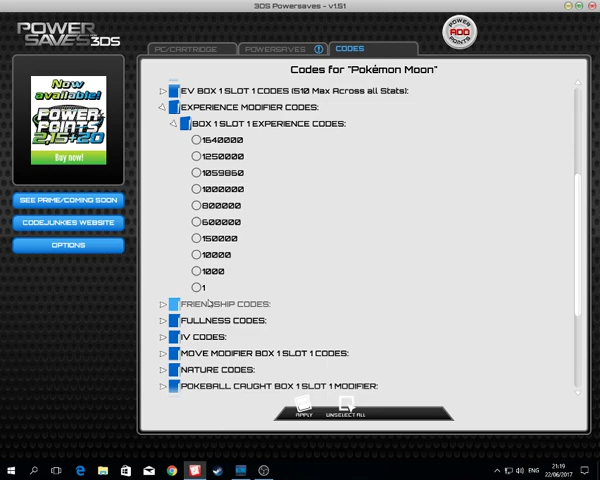 3DS Powersaves - v1.51
POWER
SAVES 3DS
PC/CARTRIDGE
POWERSAVES
CODES
POWER
ADD
POINTS
Codes for "Pokémon Moon"
Now
available!
POWER
POINTS
2,15+20
Buy now!
SEE PRIME/COMING SOON
CODEJUNKIES WEBSITE
OPTIONS
EV BOX 1 SLOT 1 CODES (510 Max Across all Stats):
EXPERIENCE MODIFIER CODES:
BOX 1 SLOT 1 EXPERIENCE CODES:
1640000
1250000
1059860
1000000
800000
600000
150000
10000
1000
1
FRIENDSHIP CODES:
FULLNESS CODES:
IV CODES:
MOVE MODIFIER BOX 1 SLOT 1 CODES:
NATURE CODES:
POKEBALL CAUGHT BOX 1 SLOT 1 MODIFIER:
APPLY
UNSELECT ALL
ENG
21:19
22/06/2017